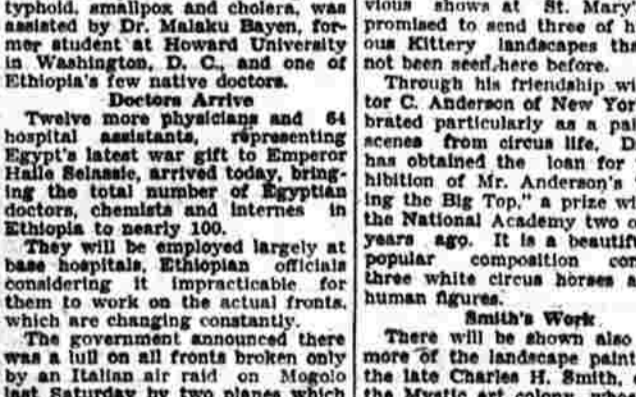 typhoid, smallpox and cholera, was
assisted by Dr. Malaku Bayen, for-
mer student at Howard University
in Washington, D. C., and one of
Ethiopia's few native doctors.
Doctors Arrive
Twelve more physicians and 64
hospital assistants, representing
Egypt's latest war gift to Emperor
Haile Selassie, arrived today, bring-
ing the total number of Egyptian
doctors, chemists and internes in
Ethiopia to nearly 100.
They will be employed largely at
base hospitals, Ethiopian officials
considering it impracticable for
them to work on the actual fronts,
which are changing constantly.
The government announced there
was a lull on all fronts broken only
by an Italian air raid on Mogolo
last Saturday by two planes which
vious shows at St. Mary'
promised to send three of h
ous Kittery landscapes tha
not been seen here before.
Through his friendship wi
tor C. Anderson of New Yor
brated particularly as a pai
scenes from circus life, D
has obtained the loan for
hibition of Mr. Anderson's "
ing the Big Top," a prize wi
the National Academy two o
years ago. It is a beautif
popular composition con
three white circus horses a
human figures.
Smith's Work
There will be shown also
more of the landscape paint
the late Charles H. Smith,
the Mystic art colony, whos